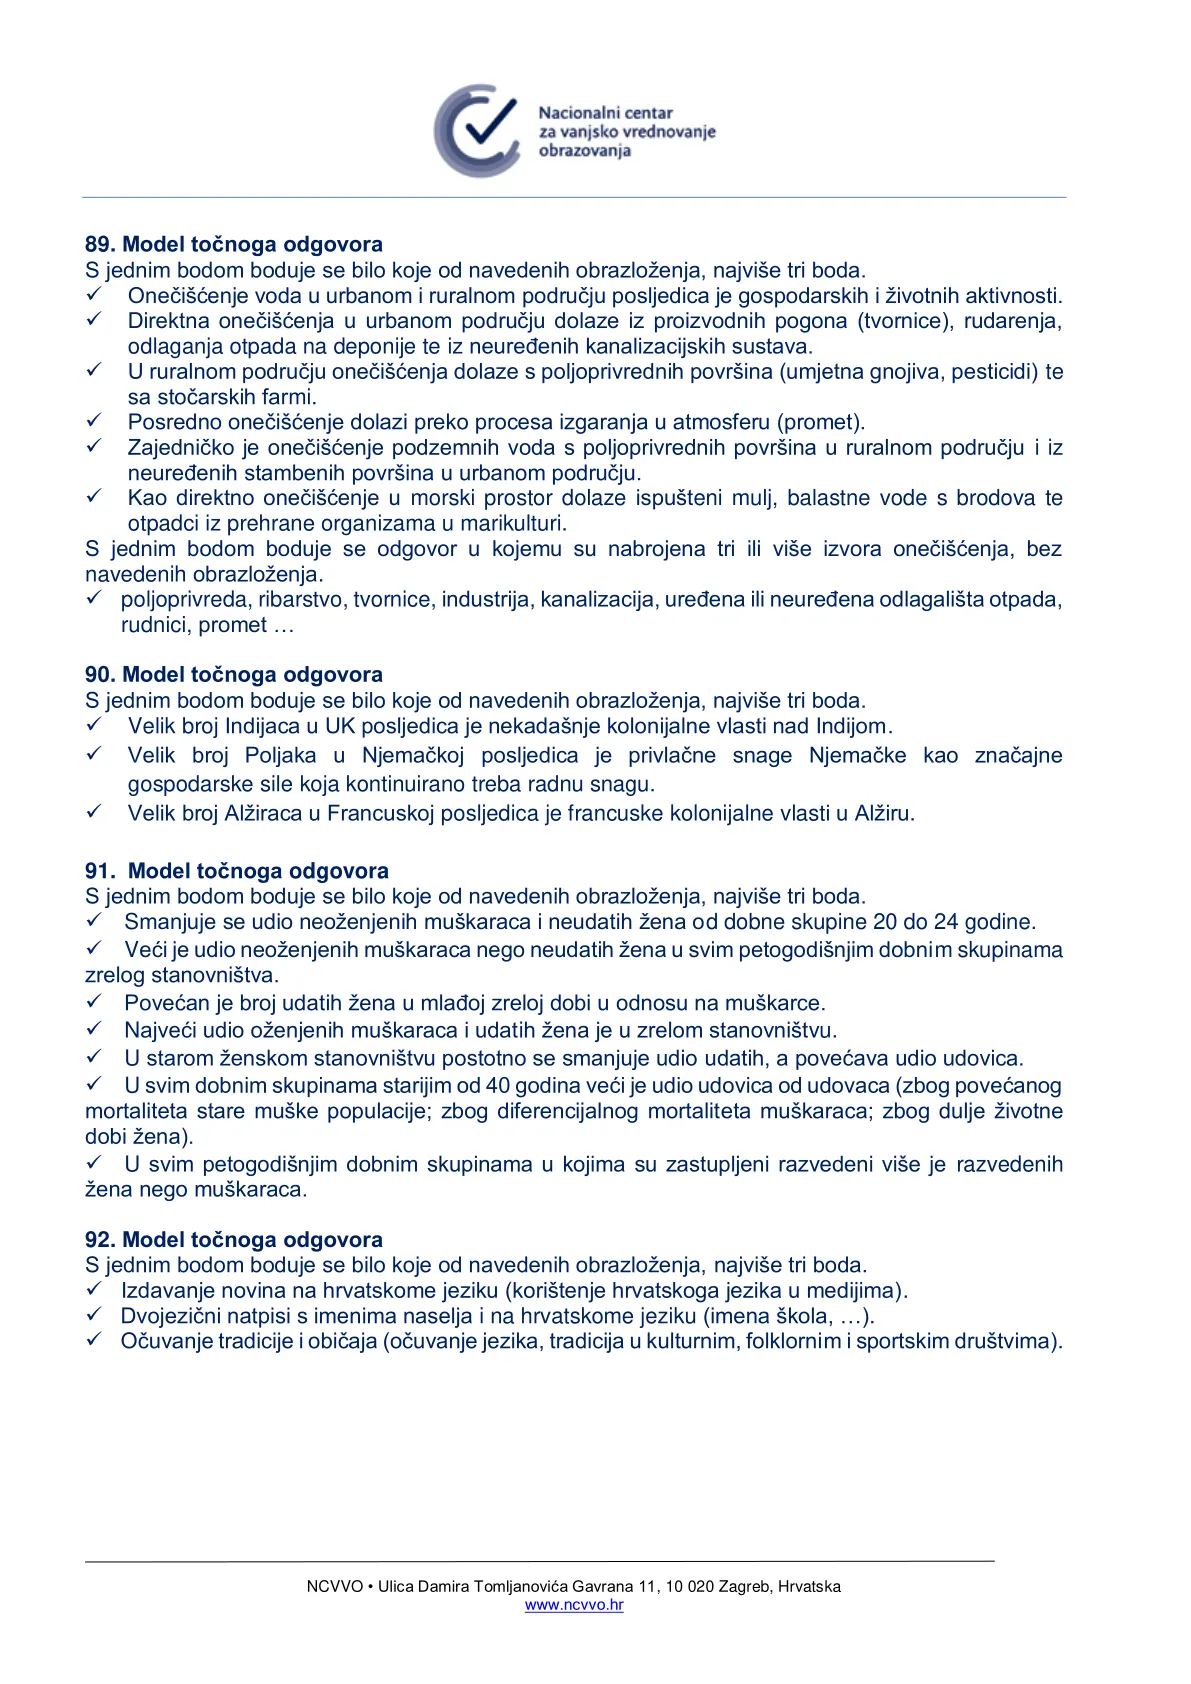 Nacionalni centar
za vanjsko vrednovanje
obrazovanja
89. Model točnoga odgovora
S jednim bodom boduje se bilo koje od navedenih obrazloženja, najviše tri boda.
✓ Onečišćenje voda u urbanom i ruralnom području posljedica je gospodarskih i životnih aktivnosti.
✓ Direktna onečišćenja u urbanom području dolaze iz proizvodnih pogona (tvornice), rudarenja,
odlaganja otpada na deponije te iz neuređenih kanalizacijskih sustava.
✓ U ruralnom području onečišćenja dolaze s poljoprivrednih površina (umjetna gnojiva, pesticidi) te
sa stočarskih farmi.
✓ Posredno onečišćenje dolazi preko procesa izgaranja u atmosferu (promet).
✓ Zajedničko je onečišćenje podzemnih voda s poljoprivrednih površina u ruralnom području i iz
neuređenih stambenih površina u urbanom području.
✓ Kao direktno onečišćenje u morski prostor dolaze ispušteni mulj, balastne vode s brodova te
otpadci iz prehrane organizama u marikulturi.
S jednim bodom boduje se odgovor u kojemu su nabrojena tri ili više izvora onečišćenja, bez
navedenih obrazloženja.
✓ poljoprivreda, ribarstvo, tvornice, industrija, kanalizacija, uređena ili neuređena odlagališta otpada,
rudnici, promet …
90. Model točnoga odgovora
S jednim bodom boduje se bilo koje od navedenih obrazloženja, najviše tri boda.
✓ Velik broj Indijaca u UK posljedica je nekadašnje kolonijalne vlasti nad Indijom.
✓ Velik broj Poljaka u Njemačkoj posljedica je privlačne snage Njemačke kao značajne
gospodarske sile koja kontinuirano treba radnu snagu.
✓ Velik broj Alžiraca u Francuskoj posljedica je francuske kolonijalne vlasti u Alžiru.
91. Model točnoga odgovora
S jednim bodom boduje se bilo koje od navedenih obrazloženja, najviše tri boda.
✓ Smanjuje se udio neoženjenih muškaraca i neudatih žena od dobne skupine 20 do 24 godine.
✓ Veći je udio neoženjenih muškaraca nego neudatih žena u svim petogodišnjim dobnim skupinama
zrelog stanovništva.
✓ Povećan je broj udatih žena u mlađoj zreloj dobi u odnosu na muškarce.
✓ Najveći udio oženjenih muškaraca i udatih žena je u zrelom stanovništvu.
✓ U starom ženskom stanovništvu postotno se smanjuje udio udatih, a povećava udio udovica.
✓ U svim dobnim skupinama starijim od 40 godina veći je udio udovica od udovaca (zbog povećanog
mortaliteta stare muške populacije; zbog diferencijalnog mortaliteta muškaraca; zbog dulje životne
dobi žena).
✓ U svim petogodišnjim dobnim skupinama u kojima su zastupljeni razvedeni više je razvedenih
žena nego muškaraca.
92. Model točnoga odgovora
S jednim bodom boduje se bilo koje od navedenih obrazloženja, najviše tri boda.
✓ Izdavanje novina na hrvatskome jeziku (korištenje hrvatskoga jezika u medijima).
✓ Dvojezični natpisi s imenima naselja i na hrvatskome jeziku (imena škola, …).
✓ Očuvanje tradicije i običaja (očuvanje jezika, tradicija u kulturnim, folklornim i sportskim društvima).
NCVVO • Ulica Damira Tomljanovića Gavrana 11, 10 020 Zagreb, Hrvatska
www.ncvvo.hr